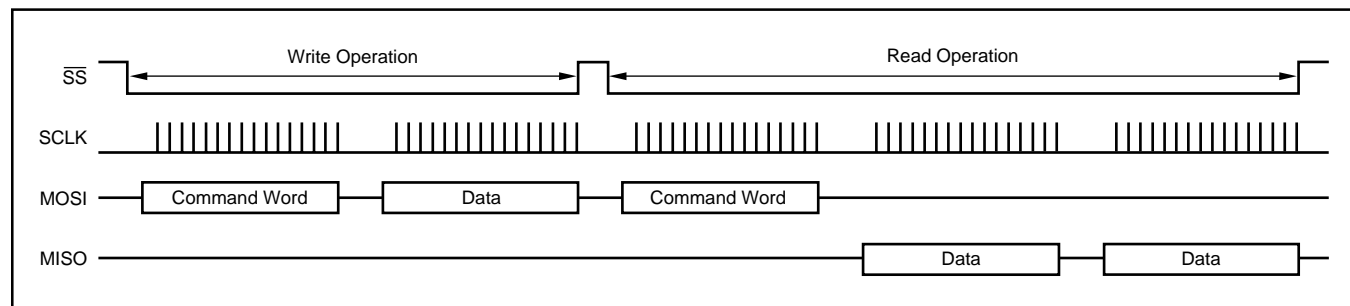 Write Operation
Read Operation
SS
SCLK
MOSI
Command Word
Data
Command Word
MISO
Data
Data